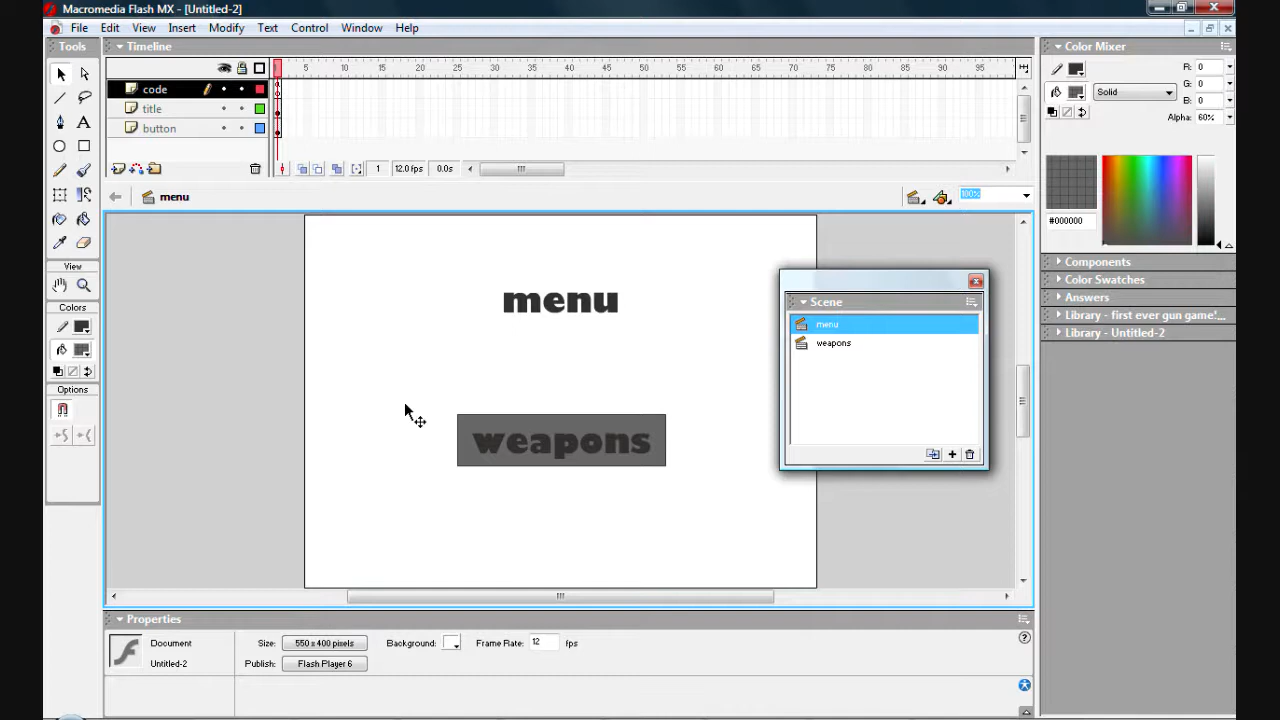 Macromedia Flash MX - [Untitled-2]
File Edit View Insert Modify Text Control Window Help
Tools
Timeline
Color Mixer
5 10 15 20 25 30 35 40 45 50 55 60 65 70 75 80 85 90 95
R: 0
G: 0
B: 0
Solid
Alpha: 60%
code
title
button
1 12.0 fps 0.0s
menu
100%
#000000
View
Colors
Options
menu
weapons
Scene
menu
weapons
Components
Color Swatches
Answers
Library - first ever gun game'...
Library - Untitled-2
Properties
Document
Untitled-2
Size: 550 x 400 pixels
Background:
Frame Rate: 12 fps
Publish: Flash Player 6